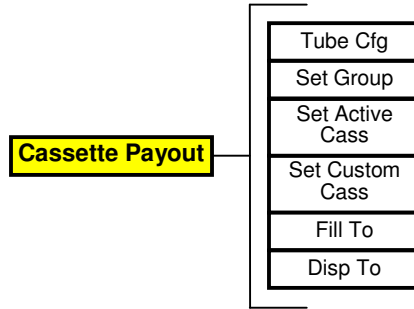 Tube Cfg
Set Group
Set Active
Cass
Cassette Payout
Set Custom
Cass
Fill To
Disp To